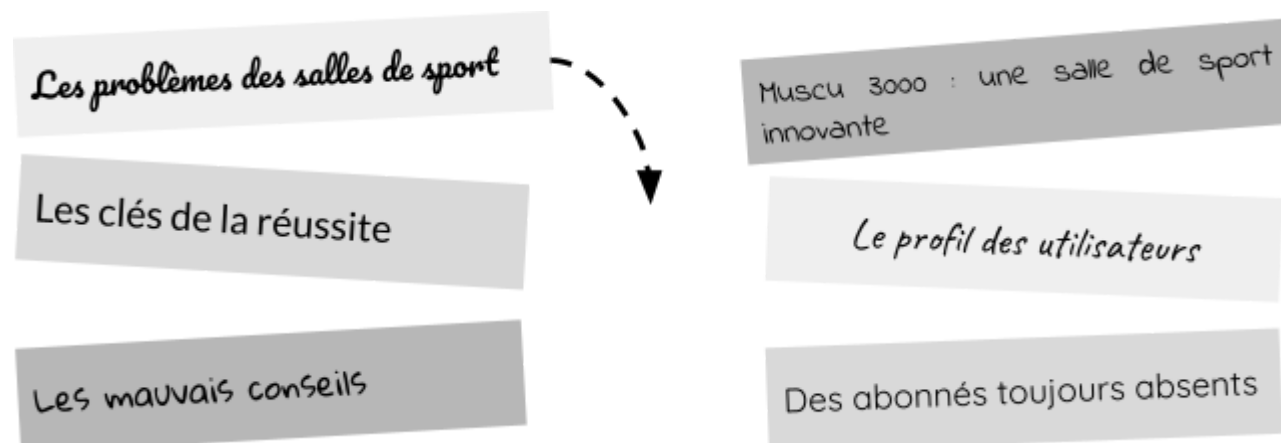 Les problèmes des salles de sport
Les clés de la réussite
Les mauvais conseils
Muscu 3000 : une salle de sport
innovante
Le profil des utilisateurs
Des abonnés toujours absents